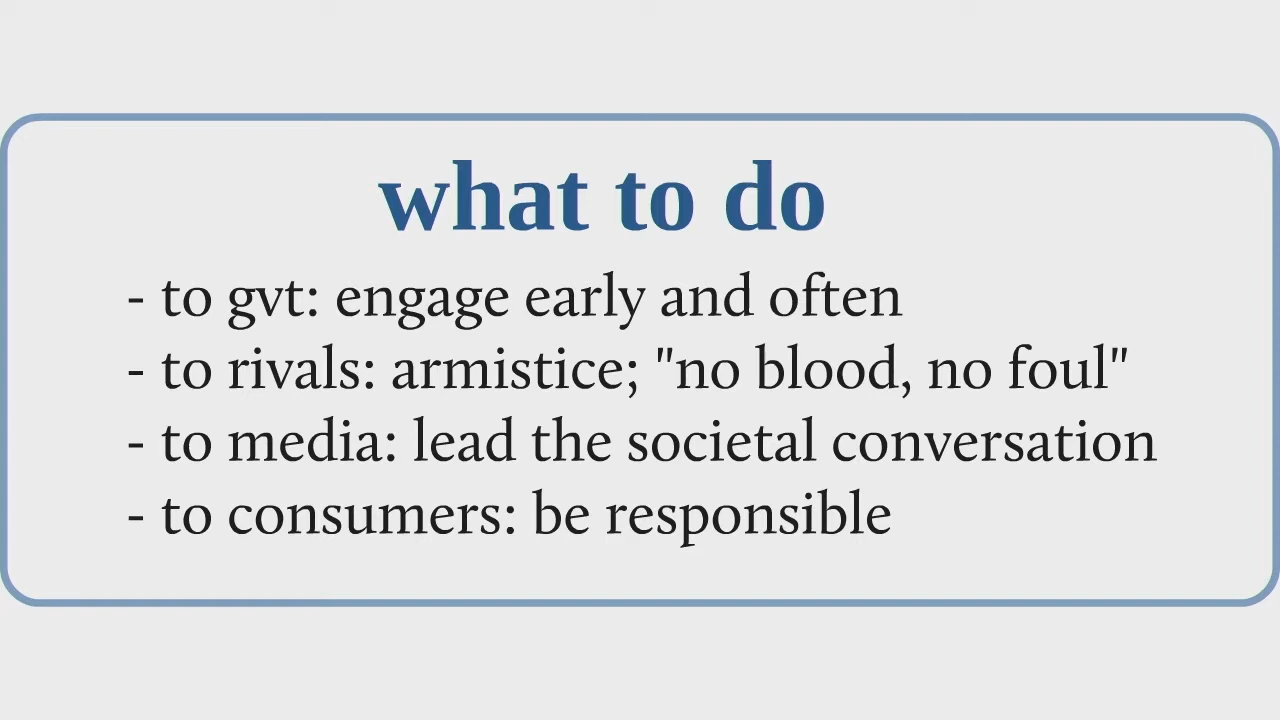 what to do
- to gvt: engage early and often
- to rivals: armistice; "no blood, no foul"
- to media: lead the societal conversation
- to consumers: be responsible